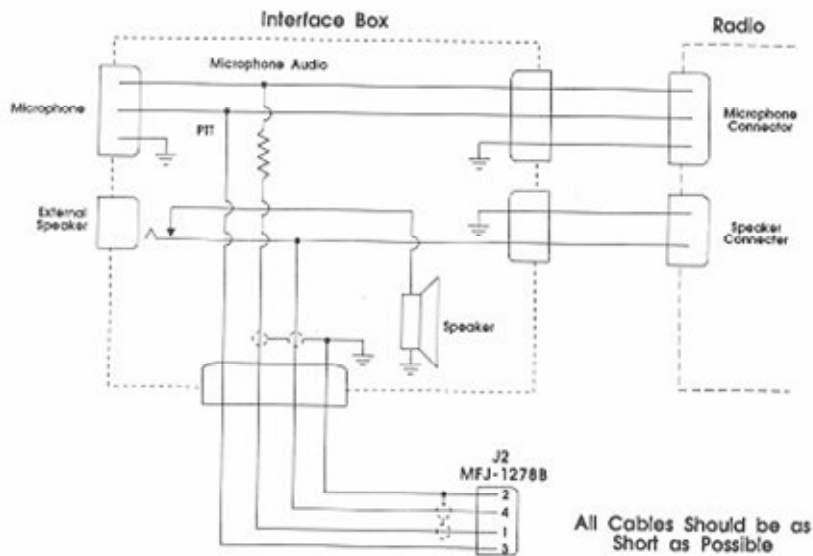 Interface Box
Radio
Microphone Audio
Microphone
PTT
Microphone
Connector
External
Speaker
Speaker
Connecter
Speaker
J2
MFJ-1278B
2
4
1
3
All Cables Should be as
Short as Possible